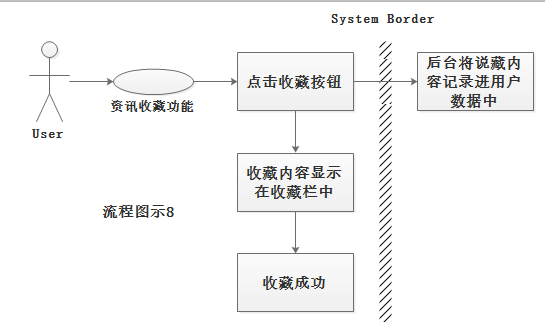 System Border
后台将说藏内
容记录进用户
数据中
点击收藏按钮
资讯收藏功能
User
收藏内容显示
在收藏栏中
流程图示8
收藏成功